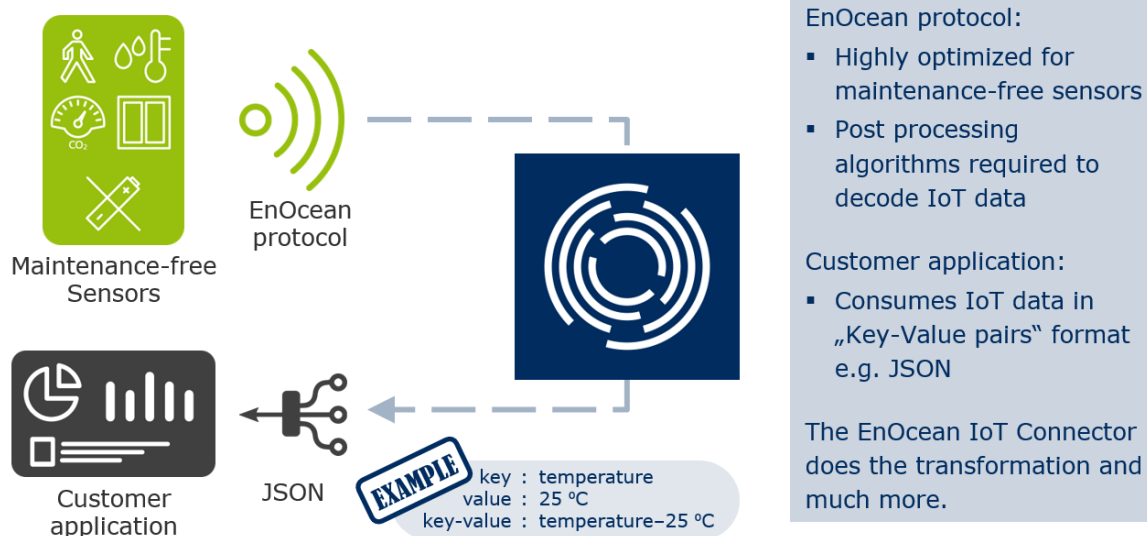 CO₂
Maintenance-free
Sensors
EnOcean
protocol
Customer
application
JSON
EXAMPLE
key : temperature
value : 25 ºC
key-value : temperature–25 ºC
EnOcean protocol:
▪ Highly optimized for
maintenance-free sensors
▪ Post processing
algorithms required to
decode IoT data
Customer application:
▪ Consumes IoT data in
„Key-Value pairs“ format
e.g. JSON
The EnOcean IoT Connector
does the transformation and
much more.